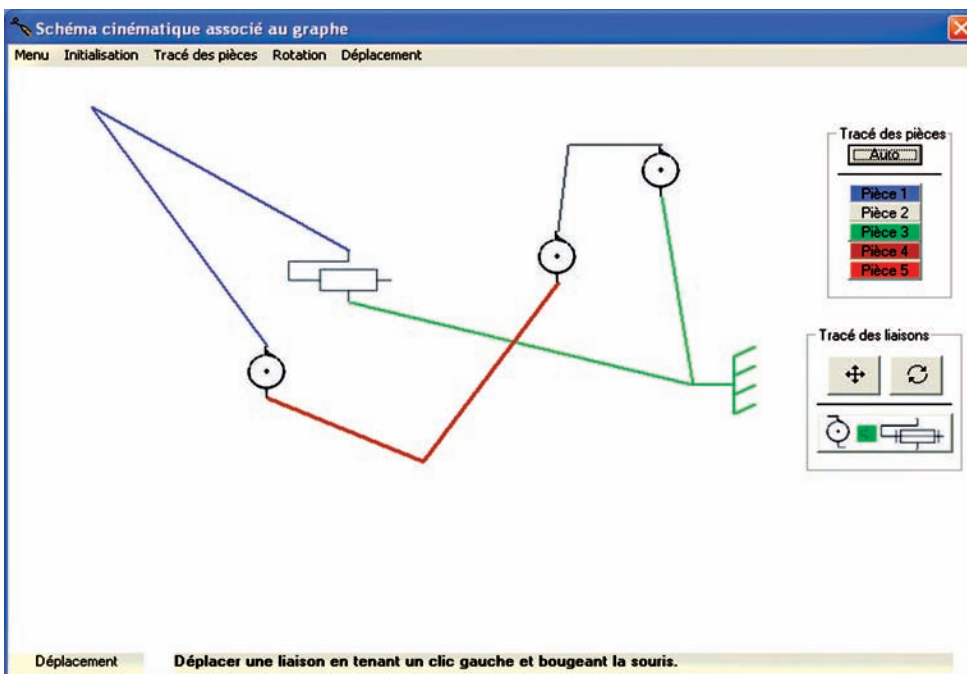 Schéma cinématique associé au graphe
Menu Initialisation Tracé des pièces Rotation Déplacement
Tracé des pièces
Auto
Pièce 1
Pièce 2
Pièce 3
Pièce 4
Pièce 5
Tracé des liaisons
Déplacement Déplacer une liaison en tenant un clic gauche et bougeant la souris.